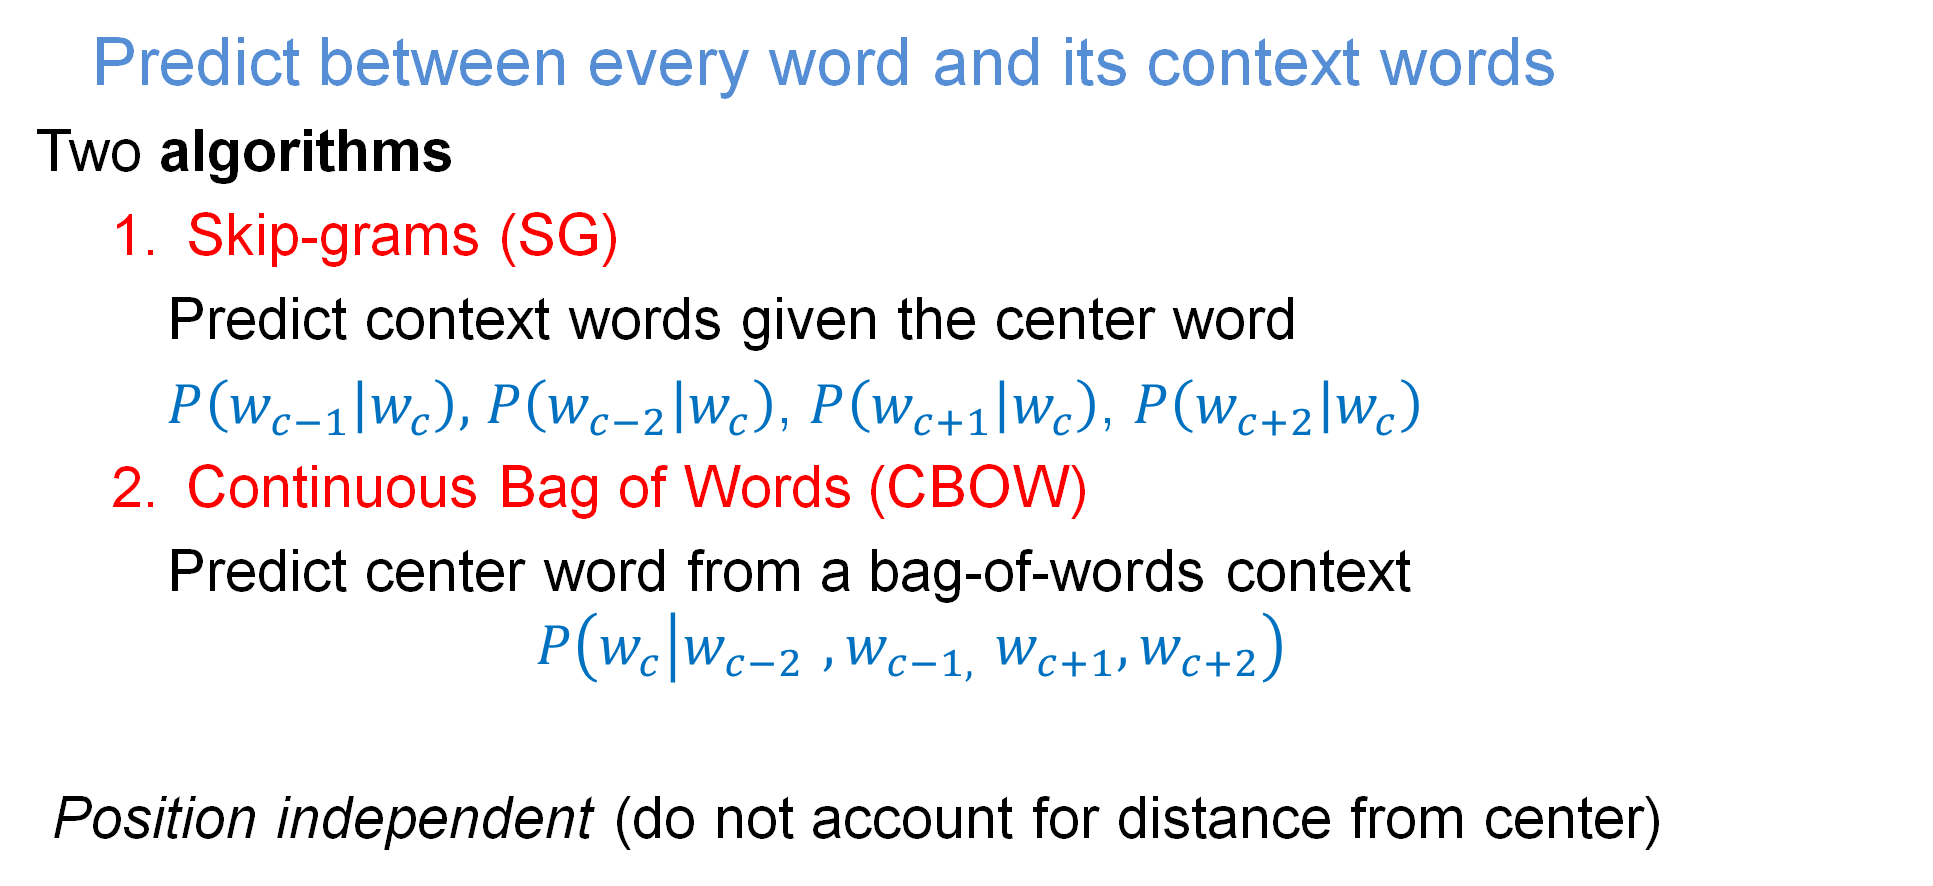 Predict between every word and its context words
Two algorithms
1. Skip-grams (SG)
Predict context words given the center word
P(w_{c−1}|w_c), P(w_{c−2}|w_c), P(w_{c+1}|w_c), P(w_{c+2}|w_c)
2. Continuous Bag of Words (CBOW)
Predict center word from a bag-of-words context
P(w_c|w_{c−2} , w_{c−1,} w_{c+1}, w_{c+2})
Position independent (do not account for distance from center)